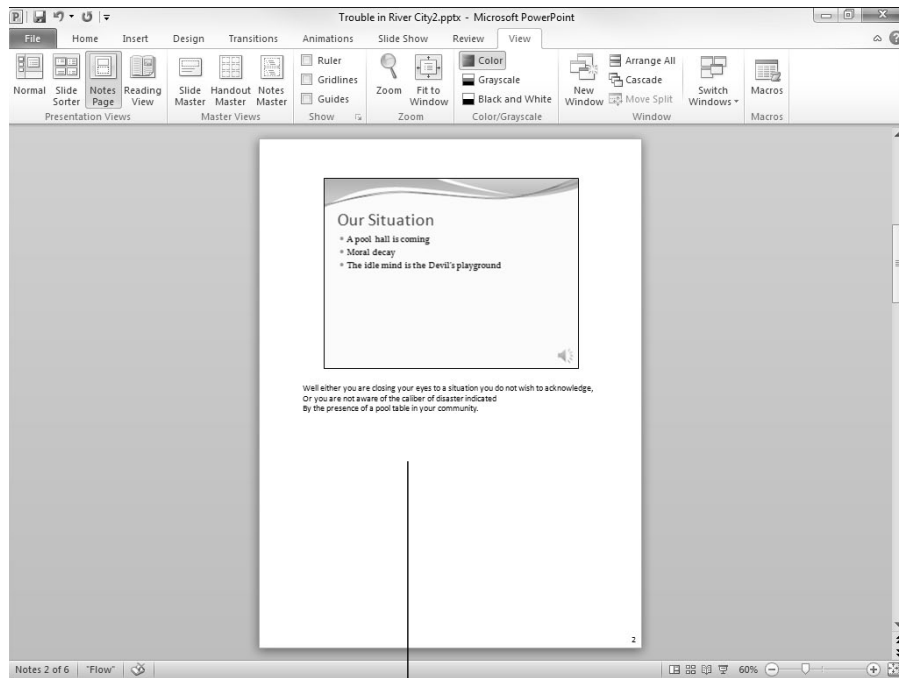 Trouble in River City2.pptx - Microsoft PowerPoint
File Home Insert Design Transitions Animations Slide Show Review View
Normal Slide Sorter Notes Page Reading View Slide Master Handout Master Notes Master
Ruler
Gridlines
Guides
Zoom Fit to Window
Color
Grayscale
Black and White
New Window
Arrange All
Cascade
Move Split
Switch Windows
Macros
Presentation Views Master Views Show Zoom Color/Grayscale Window Macros
Our Situation
A pool hall is coming
Moral decay
The idle mind is the Devil's playground
Well either you are closing your eyes to a situation you do not wish to acknowledge,
Or you are not aware of the caliber of disaster indicated
By the presence of a pool table in your community.
2
Notes 2 of 6 "Flow" 60%